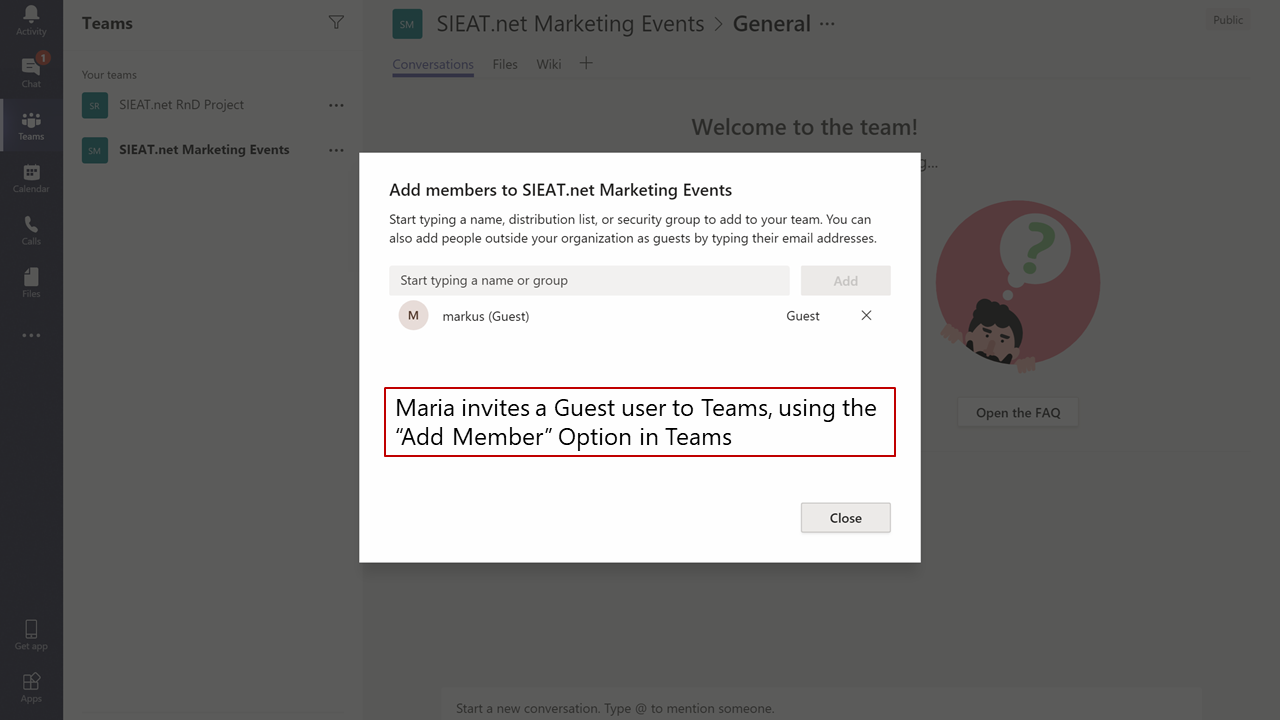 Activity
1
Chat
Teams
Calendar
Calls
Files
Get app
Apps
Teams
Your teams
SR SIEAT.net RnD Project
SM SIEAT.net Marketing Events
SM SIEAT.net Marketing Events > General ...
Public
Conversations Files Wiki +
Welcome to the team!
Add members to SIEAT.net Marketing Events
Start typing a name, distribution list, or security group to add to your team. You can
also add people outside your organization as guests by typing their email addresses.
Start typing a name or group
Add
M markus (Guest) Guest
Maria invites a Guest user to Teams, using the
“Add Member” Option in Teams
Close
?
Open the FAQ
Start a new conversation. Type @ to mention someone.